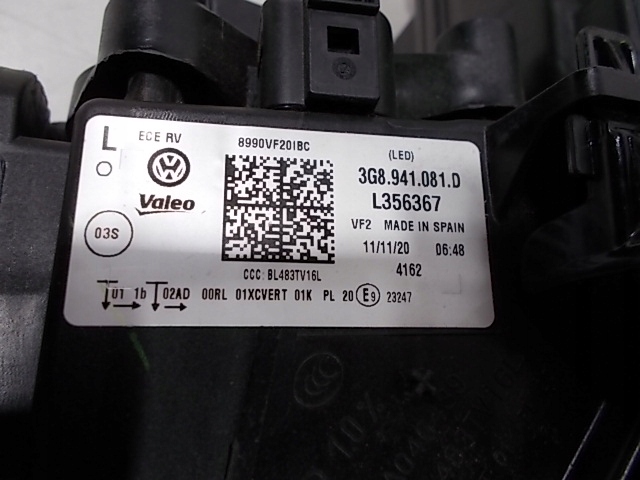 L ECE RV
8990VF20IBC
(LED)
Valeo
3G8.941.081.D
L356367
03S
VF2 MADE IN SPAIN
11/11/20 06:48
4162
CCC: BL483TV16L
U1 1b 02AD 00RL 01XCVERT 01K PL 20 E9 23247